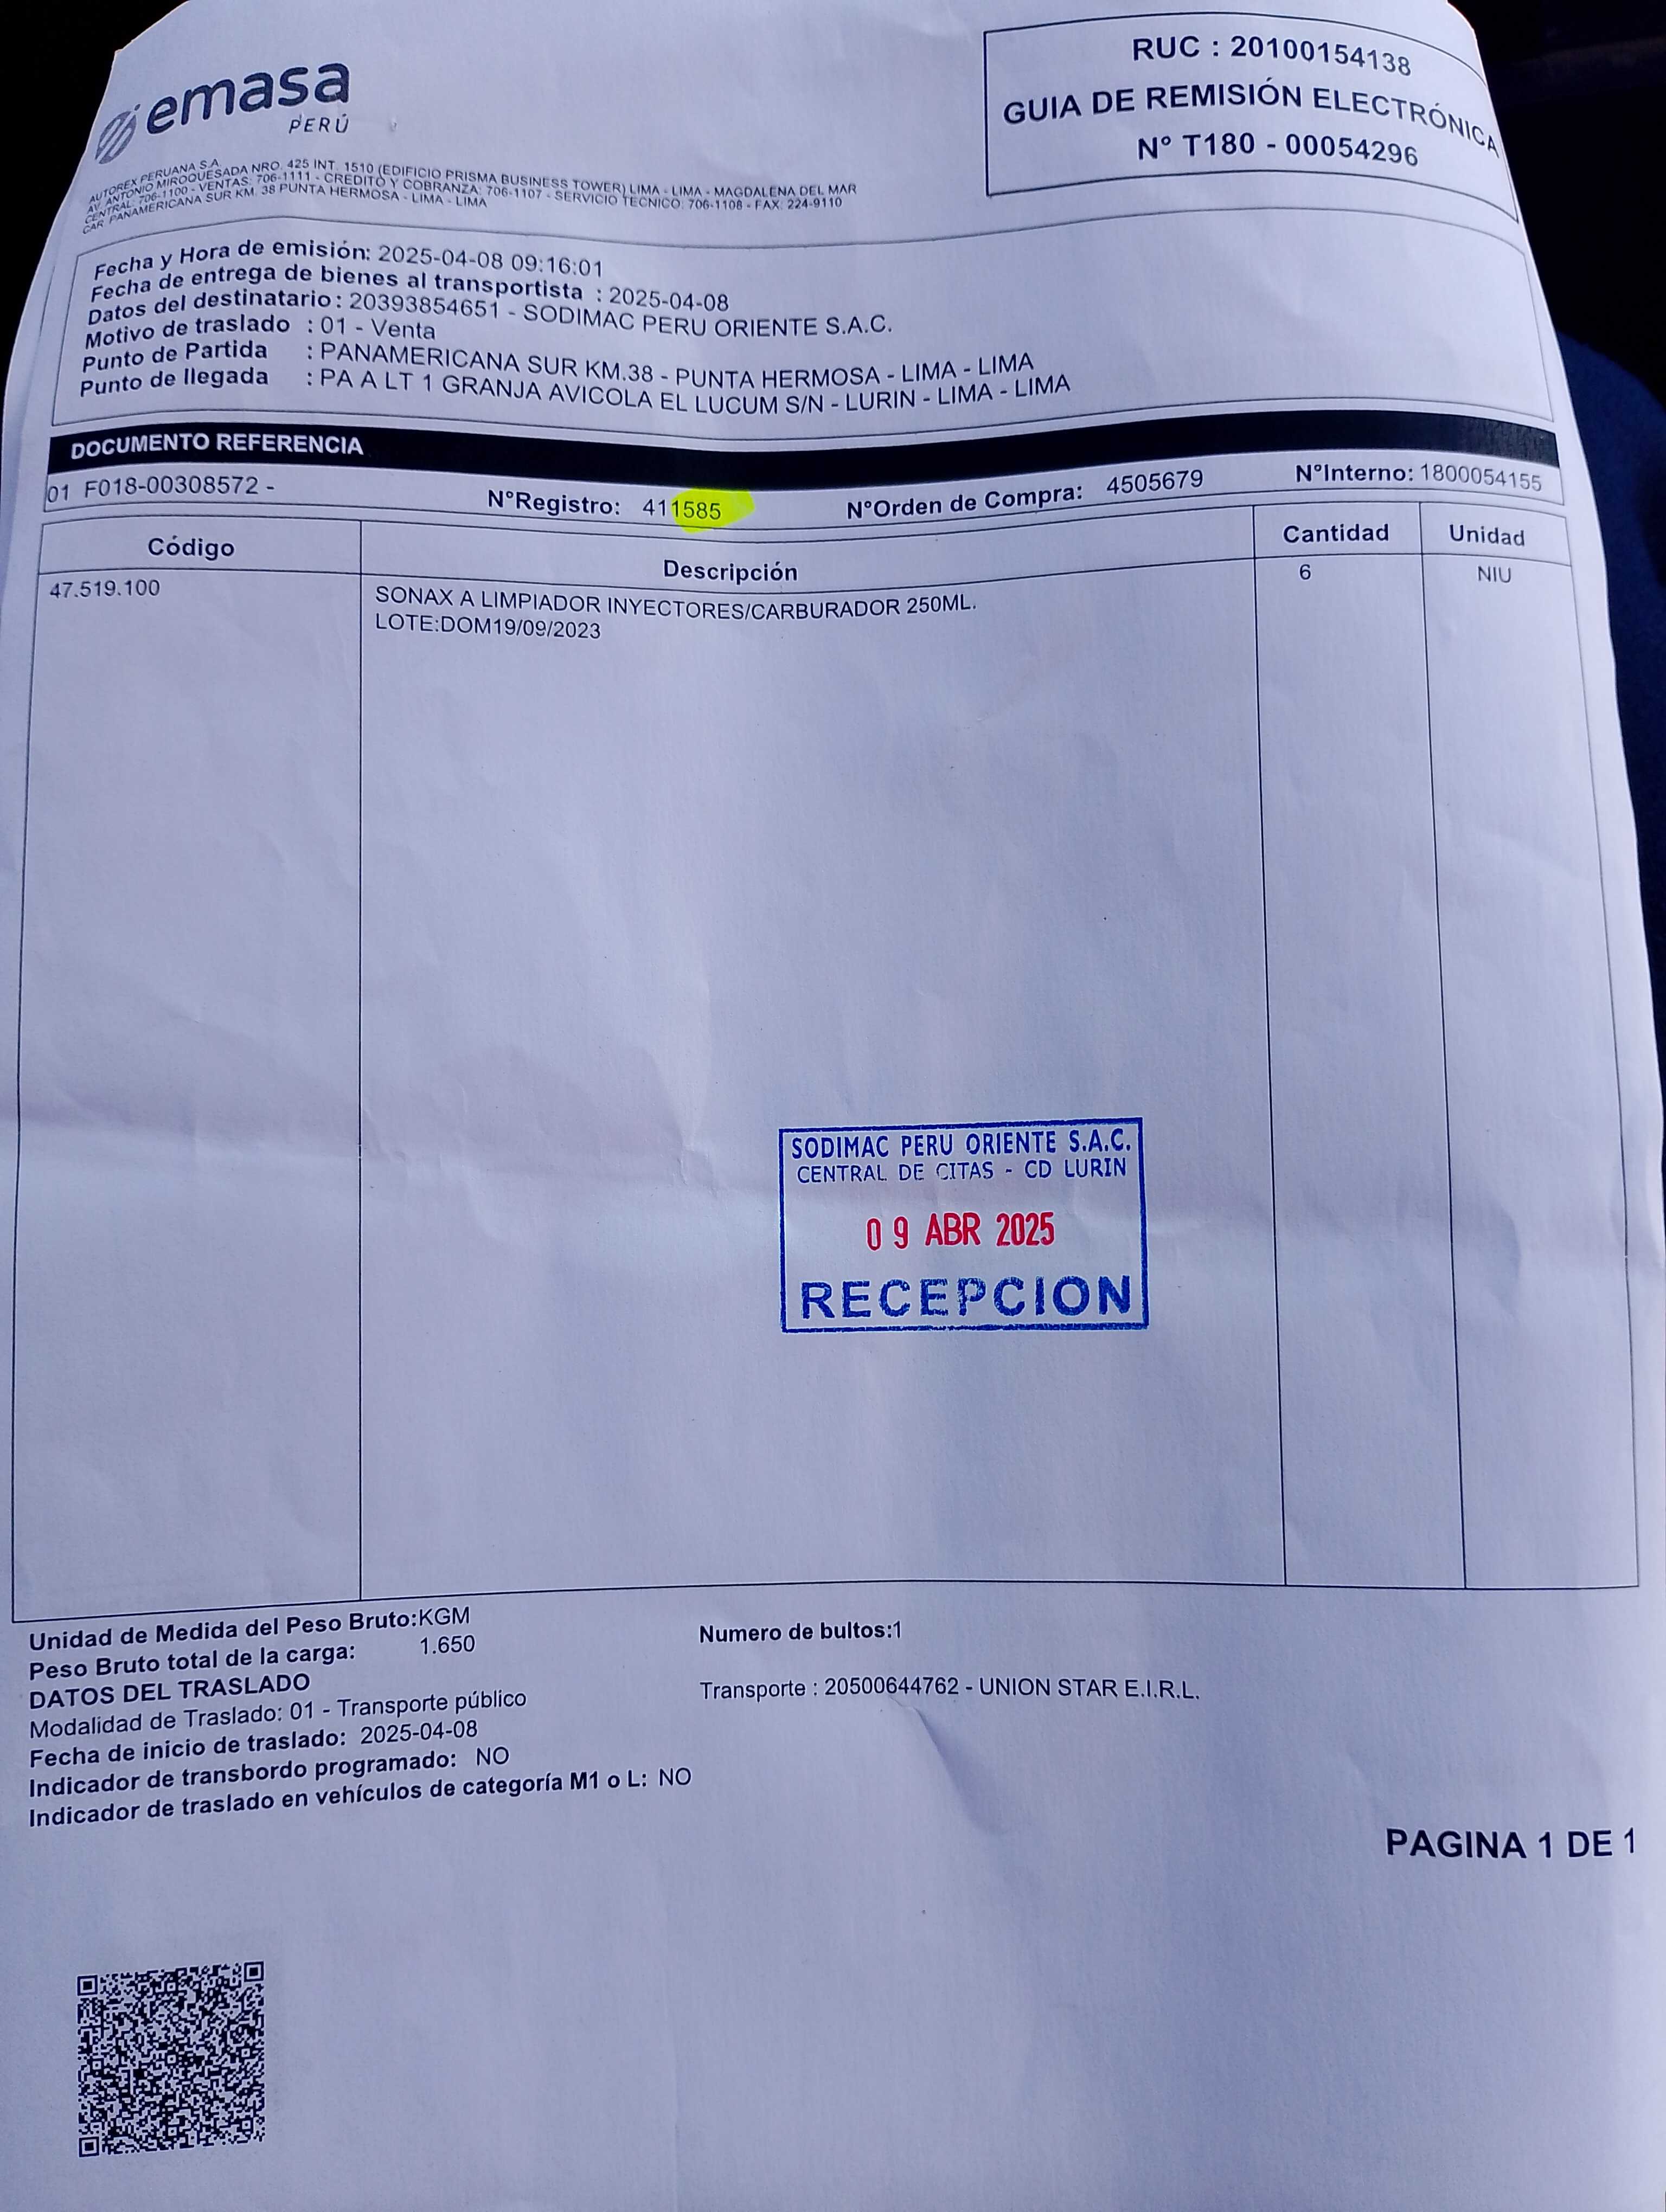 emasa
PERÚ
RUC : 20100154138
GUIA DE REMISIÓN ELECTRÓNICA
N° T180 - 00054296
AUTOREX PERUANA S.A.
AV. ANTONIO MIROQUESADA NRO. 425 INT. 1510 (EDIFICIO PRISMA BUSINESS TOWER) LIMA - LIMA - MAGDALENA DEL MAR
CENTRAL: 706-1100 - VENTAS: 706-1111 - CREDITO Y COBRANZA: 706-1107 - SERVICIO TECNICO: 706-1108 - FAX: 224-9110
CAR. PANAMERICANA SUR KM. 38 PUNTA HERMOSA - LIMA - LIMA
Fecha y Hora de emisión: 2025-04-08 09:16:01
Fecha de entrega de bienes al transportista : 2025-04-08
Datos del destinatario : 20393854651 - SODIMAC PERU ORIENTE S.A.C.
Motivo de traslado : 01 - Venta
Punto de Partida : PANAMERICANA SUR KM.38 - PUNTA HERMOSA - LIMA - LIMA
Punto de llegada : PA A LT 1 GRANJA AVICOLA EL LUCUM S/N - LURIN - LIMA - LIMA
DOCUMENTO REFERENCIA
01 F018-00308572 - N°Registro: 411585 N°Orden de Compra: 4505679 N°Interno: 1800054155
Código Descripción Cantidad Unidad
47.519.100 SONAX A LIMPIADOR INYECTORES/CARBURADOR 250ML. 6 NIU
LOTE:DOM19/09/2023
SODIMAC PERU ORIENTE S.A.C.
CENTRAL DE CITAS - CD LURIN
09 ABR 2025
RECEPCION
Unidad de Medida del Peso Bruto:KGM Numero de bultos:1
Peso Bruto total de la carga: 1.650
DATOS DEL TRASLADO Transporte : 20500644762 - UNION STAR E.I.R.L.
Modalidad de Traslado: 01 - Transporte público
Fecha de inicio de traslado: 2025-04-08
Indicador de transbordo programado: NO
Indicador de traslado en vehículos de categoría M1 o L: NO
PAGINA 1 DE 1